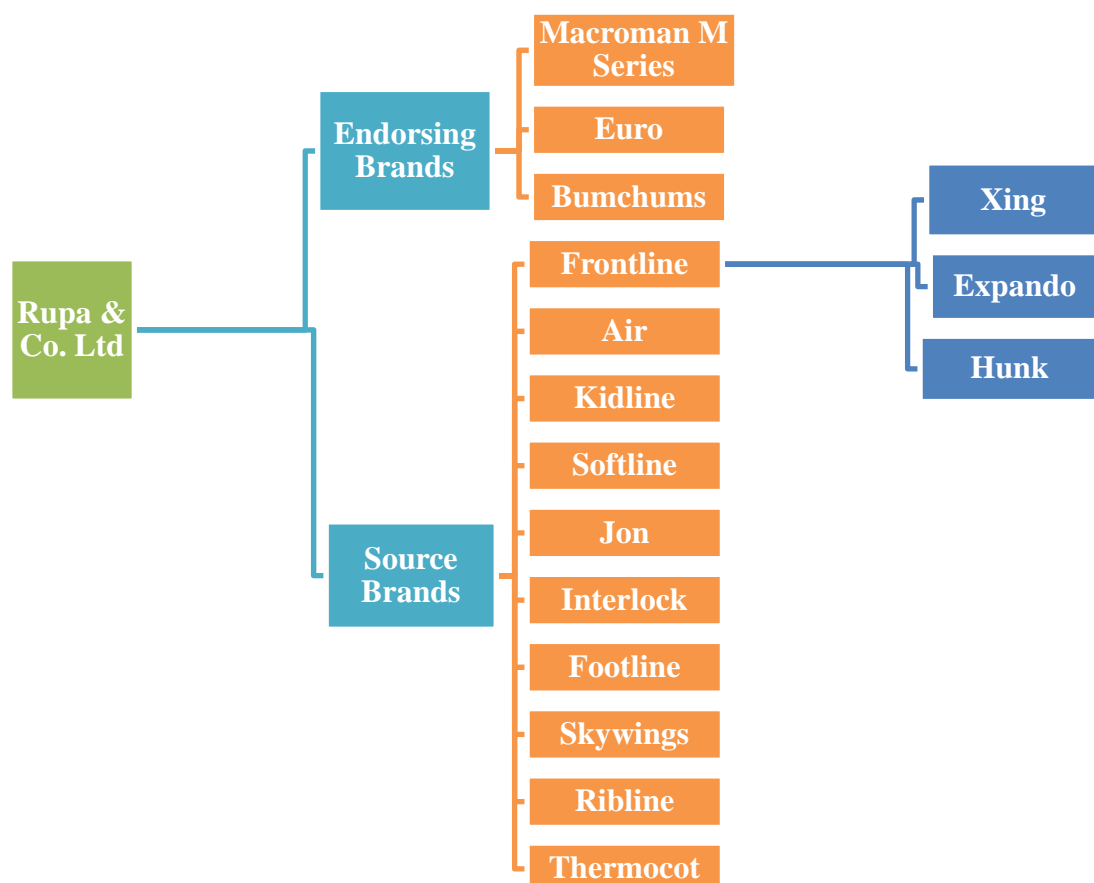 Rupa &
Co. Ltd
Endorsing
Brands
Macroman M
Series
Euro
Bumchums
Source
Brands
Frontline
Air
Kidline
Softline
Jon
Interlock
Footline
Skywings
Ribline
Thermocot
Xing
Expando
Hunk